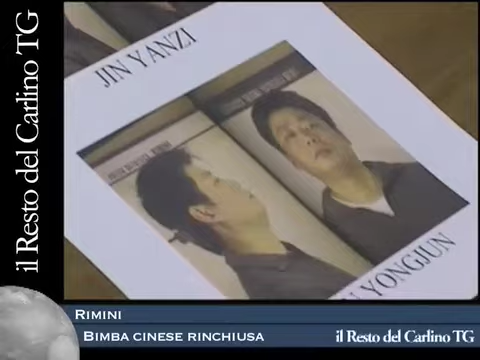 il Resto del Carlino TG
JIN YANZI
YONGJUN
RIMINI
BIMBA CINESE RINCHIUSA
il Resto del Carlino TG